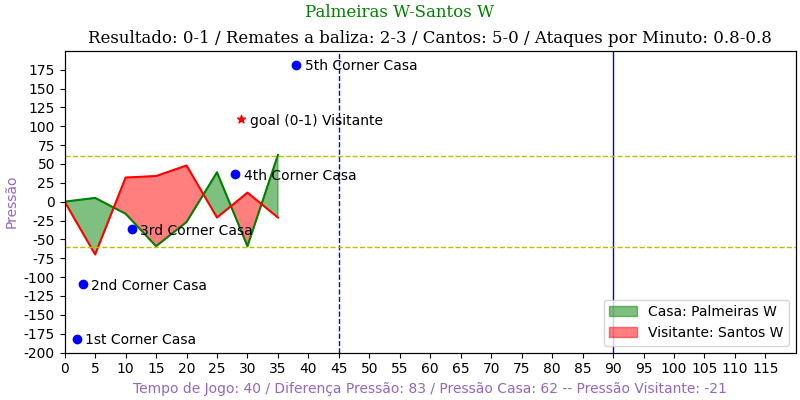 Palmeiras W-Santos W
Resultado: 0-1 / Remates a baliza: 2-3 / Cantos: 5-0 / Ataques por Minuto: 0.8-0.8
175
5th Corner Casa
150
125
goal (0-1) Visitante
100
75
50
4th Corner Casa
25
0
-25
3rd Corner Casa
-50
-75
-100
2nd Corner Casa
-125
-150
-175
1st Corner Casa
-200
Pressão
Casa: Palmeiras W
Visitante: Santos W
0 5 10 15 20 25 30 35 40 45 50 55 60 65 70 75 80 85 90 95 100 105 110 115
Tempo de Jogo: 40 / Diferença Pressão: 83 / Pressão Casa: 62 -- Pressão Visitante: -21